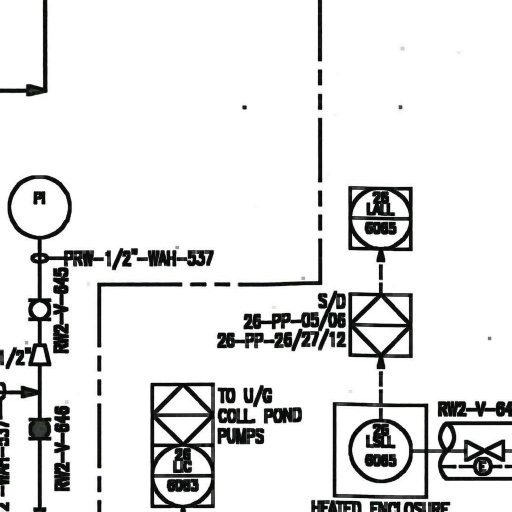 PI
PRW-1/2"-WAH-537
RW2-V-645
1/2"
RW2-V-646
2"-WAH-537
26
LALL
6065
S/D
26-PP-05/06
26-PP-26/27/12
TO U/G
COLL. POND
PUMPS
26
LIC
6063
26
LSLL
6065
RW2-V-64
E
HEATED ENCLOSURE